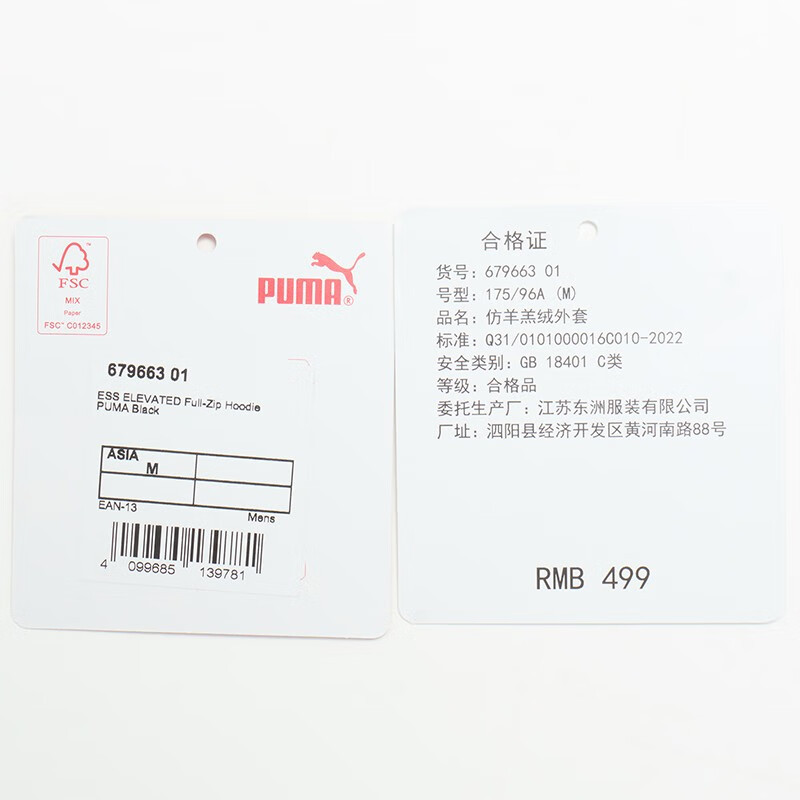 FSC™
MIX
Paper
FSC™ C012345
PUMA®
679663 01
ESS ELEVATED Full-Zip Hoodie
PUMA Black
ASIA
M
EAN-13
Mens
4 099685 139781
合格证
货号: 679663 01
号型: 175/96A (M)
品名: 仿羊羔绒外套
标准: Q31/0101000016C010-2022
安全类别: GB 18401 C类
等级: 合格品
委托生产厂: 江苏东洲服装有限公司
厂址: 泗阳县经济开发区黄河南路88号
RMB 499